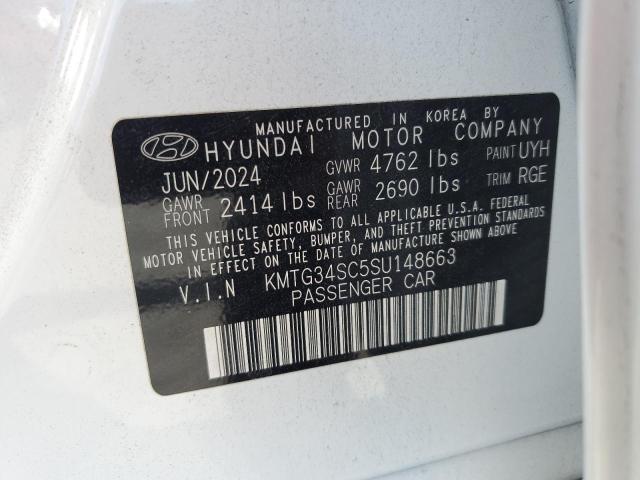 MANUFACTURED IN KOREA BY
HYUNDAI MOTOR COMPANY
JUN/2024 GVWR 4762 lbs PAINT UYH
GAWR FRONT 2414 lbs GAWR REAR 2690 lbs TRIM RGE
THIS VEHICLE CONFORMS TO ALL APPLICABLE U.S.A. FEDERAL
MOTOR VEHICLE SAFETY, BUMPER, AND THEFT PREVENTION STANDARDS
IN EFFECT ON THE DATE OF MANUFACTURE SHOWN ABOVE.
V.I.N KMTG34SC5SU148663
PASSENGER CAR